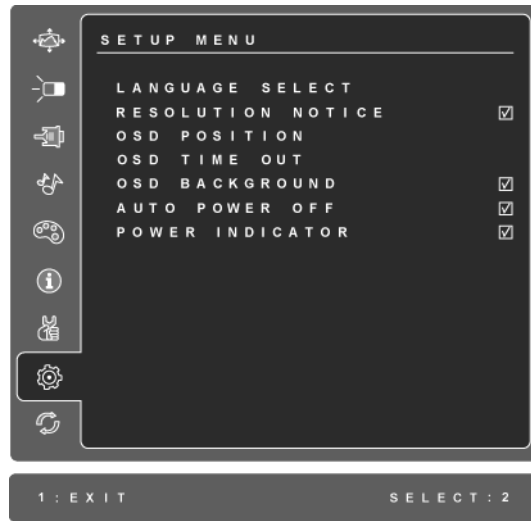 SETUP MENU
LANGUAGE SELECT
RESOLUTION NOTICE ☑
OSD POSITION
OSD TIME OUT
OSD BACKGROUND ☑
AUTO POWER OFF ☑
POWER INDICATOR ☑
1:EXIT SELECT:2